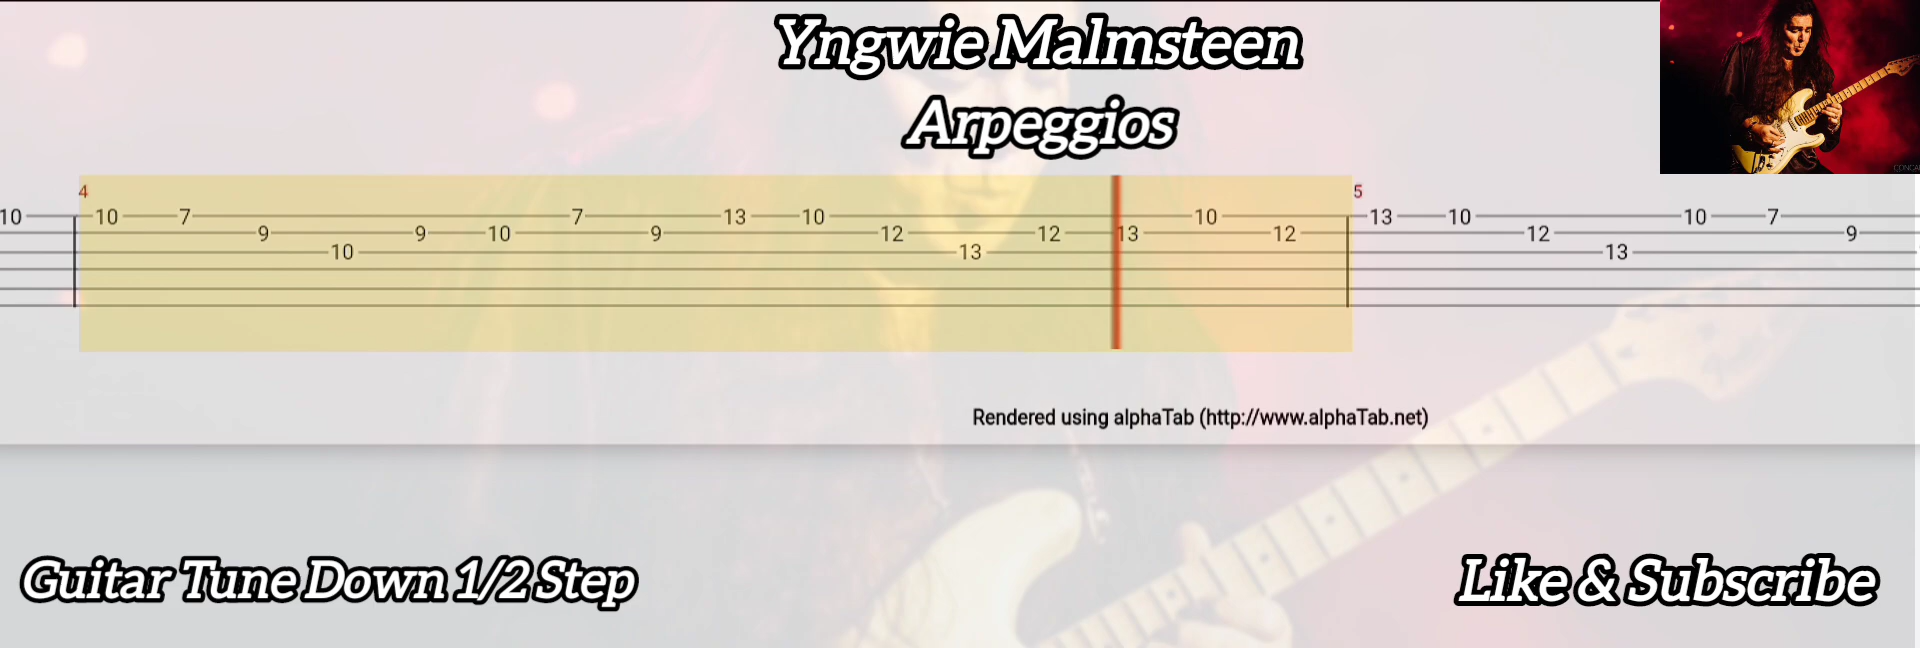 Yngwie Malmsteen
Arpeggios
4 5
10 10 7 7 13 10 10 13 10 10 7
9 9 10 9 12 12 13 12 12 9
10 13 13
Rendered using alphaTab (http://www.alphaTab.net)
Guitar Tune Down 1/2 Step
Like & Subscribe